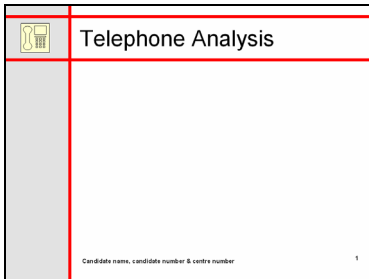 Telephone Analysis
Candidate name, candidate number & centre number
1